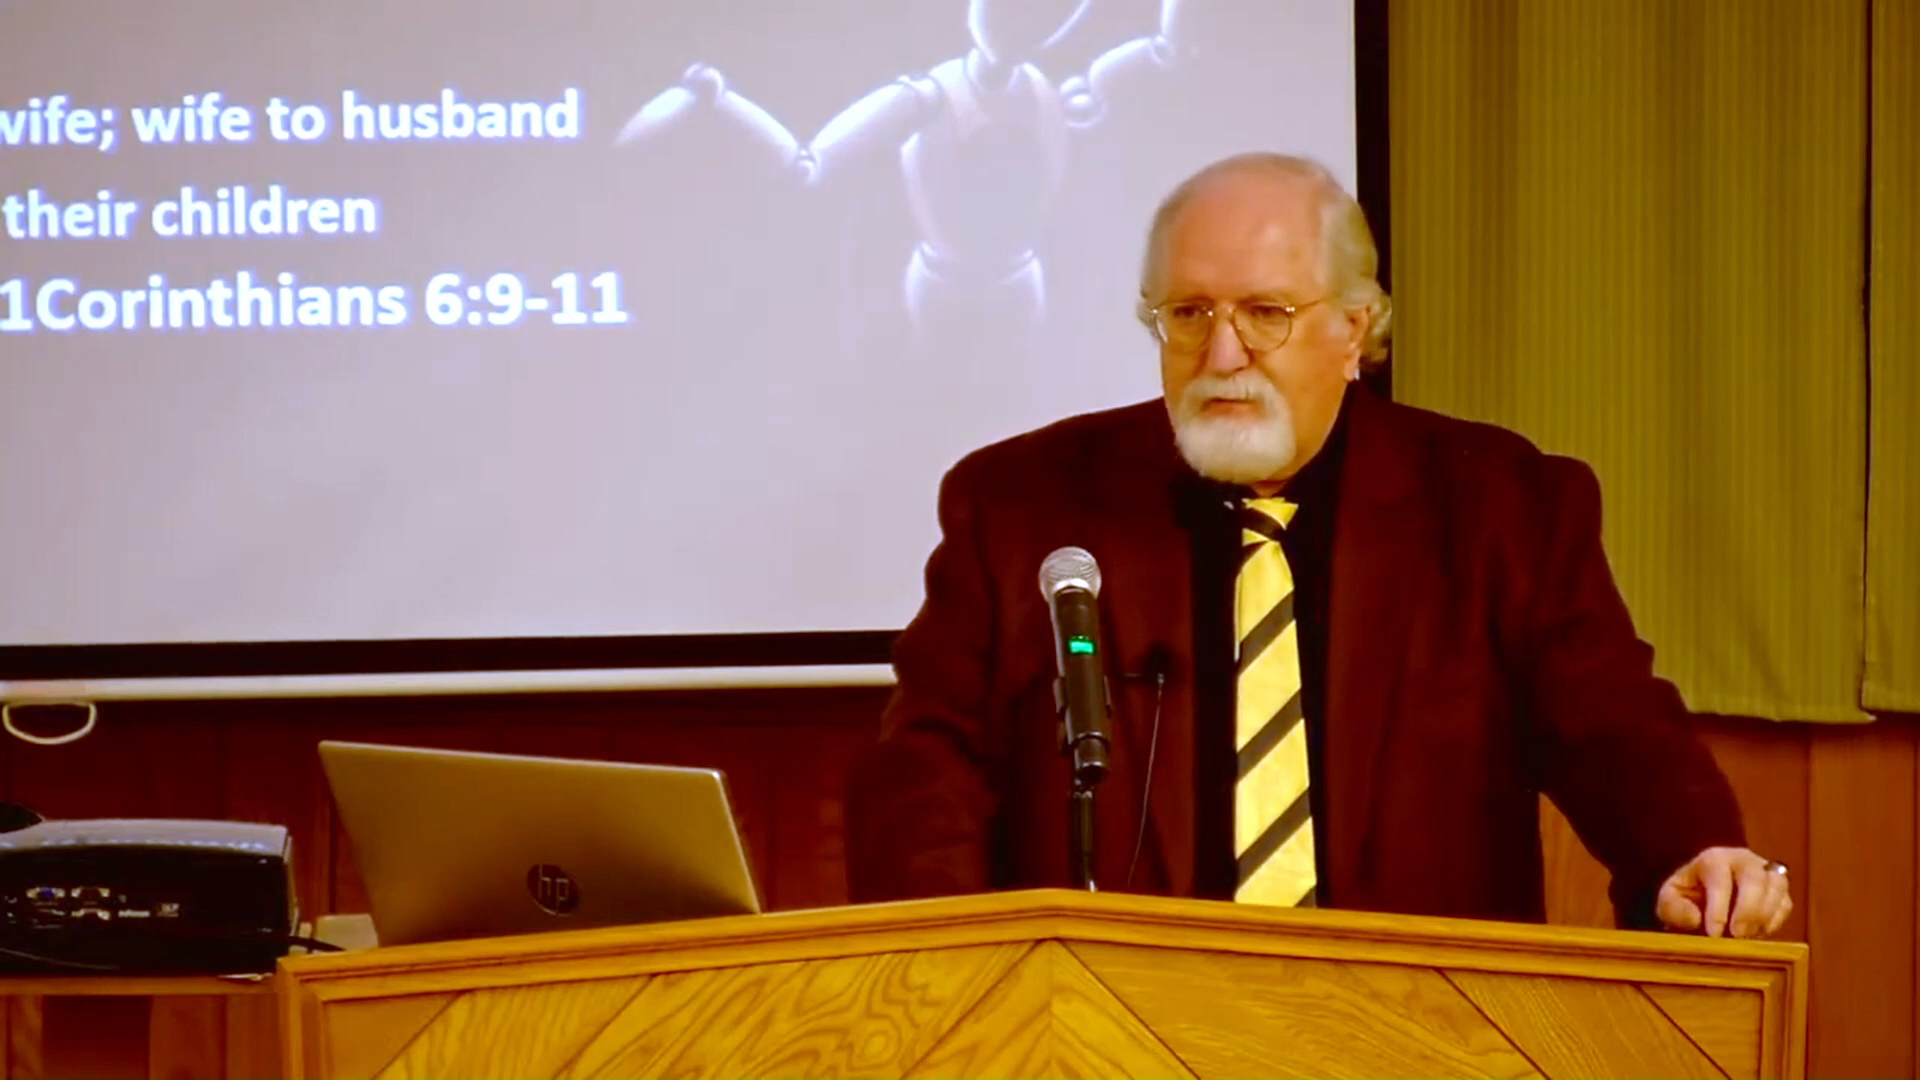 wife; wife to husband
their children
1Corinthians 6:9-11
hp